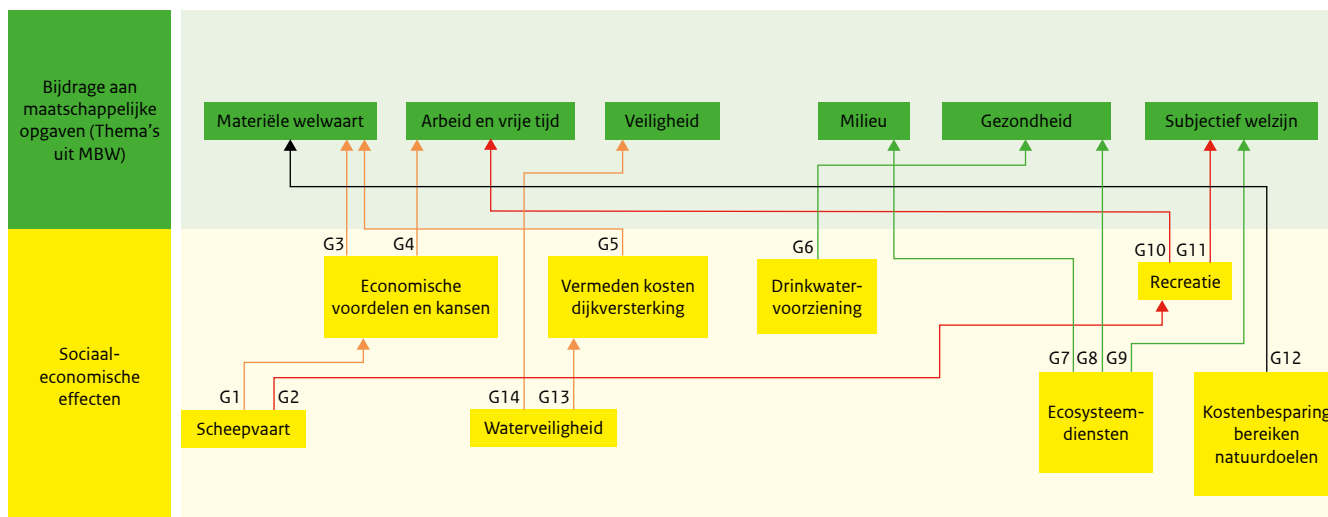 Bijdrage aan
maatschappelijke
opgaven (Thema's
uit MBW)
Materiële welwaart
Arbeid en vrije tijd
Veiligheid
Milieu
Gezondheid
Subjectief welzijn
G3
G4
G5
G6
G10
G11
Economische
voordelen en kansen
Vermeden kosten
dijkversterking
Drinkwater-
voorziening
Recreatie
Sociaal-
economische
effecten
G7
G8
G9
G12
G1
G2
G14
G13
Scheepvaart
Waterveiligheid
Ecosysteem-
diensten
Kostenbesparing
bereiken
natuurdoelen